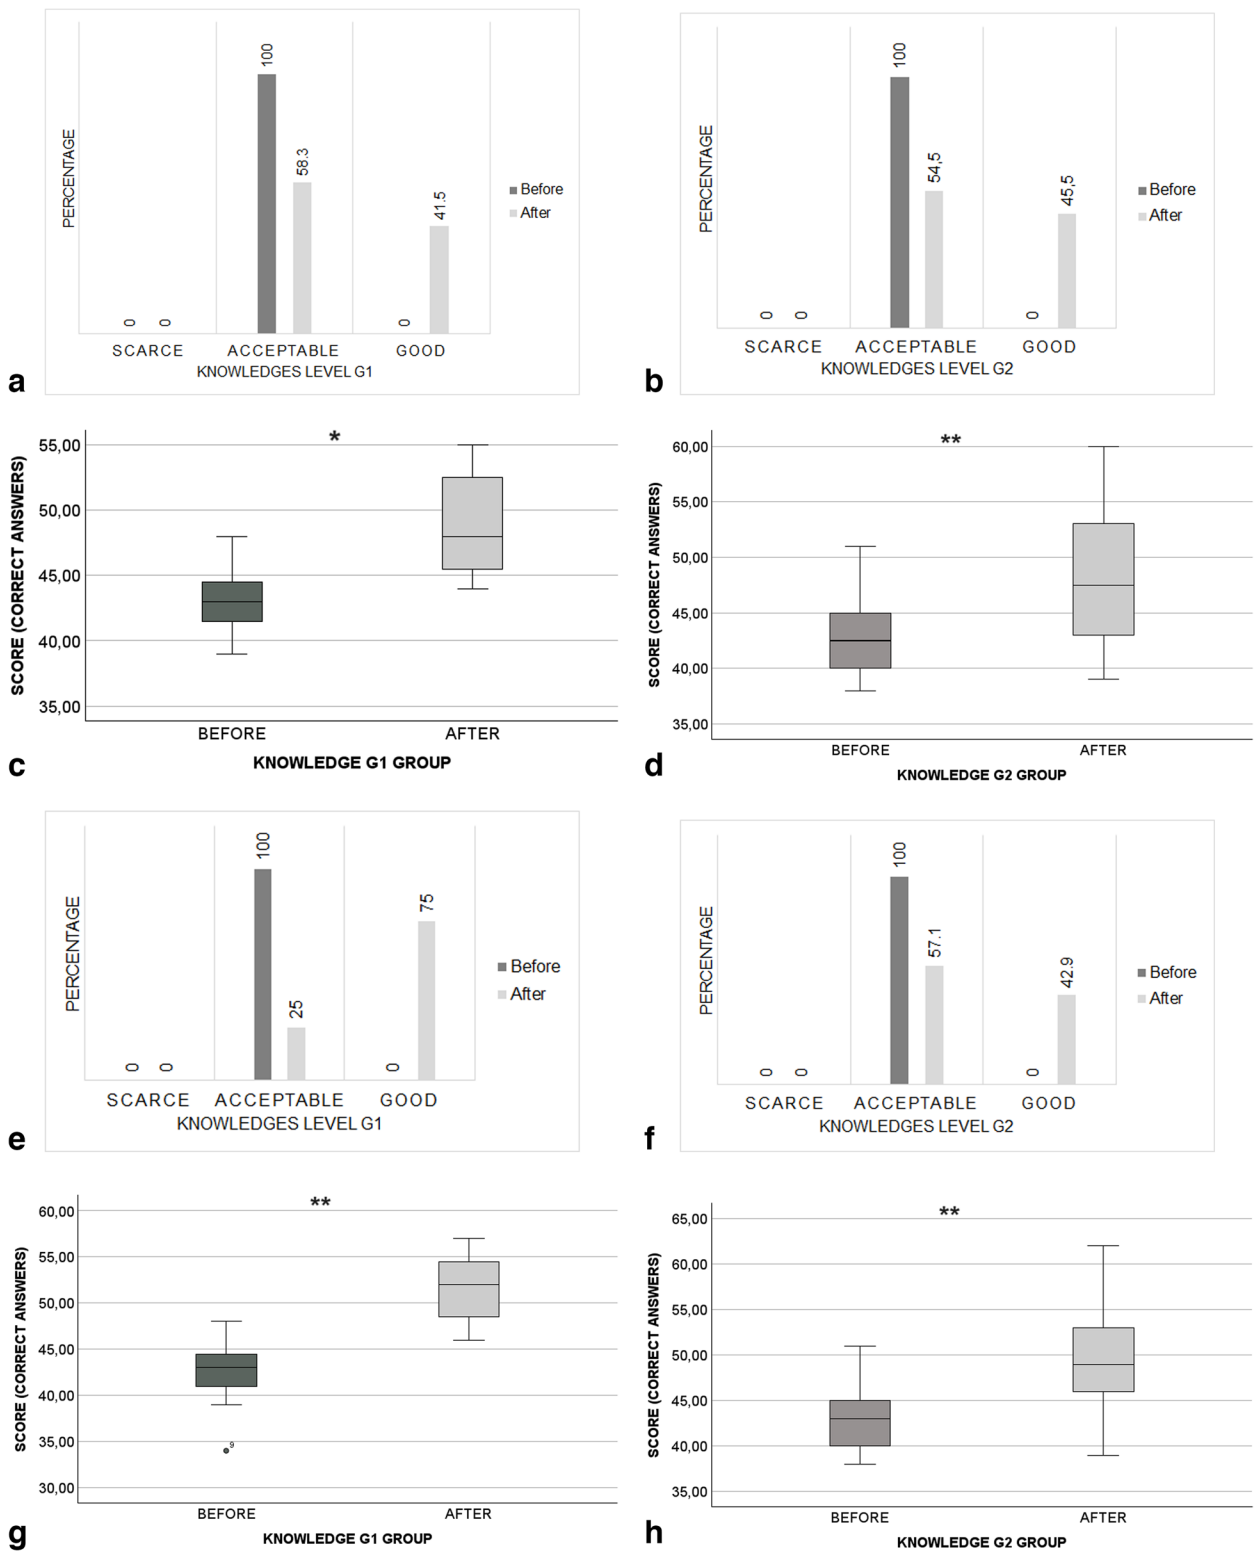 100
58.3
41.5
0 0
0
PERCENTAGE
Before
After
SCARCE ACCEPTABLE GOOD
KNOWLEDGES LEVEL G1
a
100
54,5
45,5
0 0
0
PERCENTAGE
Before
After
SCARCE ACCEPTABLE GOOD
KNOWLEDGES LEVEL G2
b
*
55,00
50,00
45,00
40,00
35,00
SCORE (CORRECT ANSWERS)
BEFORE AFTER
KNOWLEDGE G1 GROUP
c
**
60,00
55,00
50,00
45,00
40,00
35,00
SCORE (CORRECT ANSWERS)
BEFORE AFTER
KNOWLEDGE G2 GROUP
d
100
25
75
0 0
0
PERCENTAGE
Before
After
SCARCE ACCEPTABLE GOOD
KNOWLEDGES LEVEL G1
e
100
57.1
42.9
0 0
0
PERCENTAGE
Before
After
SCARCE ACCEPTABLE GOOD
KNOWLEDGES LEVEL G2
f
**
60,00
55,00
50,00
45,00
40,00
35,00
30,00
9
SCORE (CORRECT ANSWERS)
BEFORE AFTER
KNOWLEDGE G1 GROUP
g
**
65,00
60,00
55,00
50,00
45,00
40,00
35,00
SCORE (CORRECT ANSWERS)
BEFORE AFTER
KNOWLEDGE G2 GROUP
h